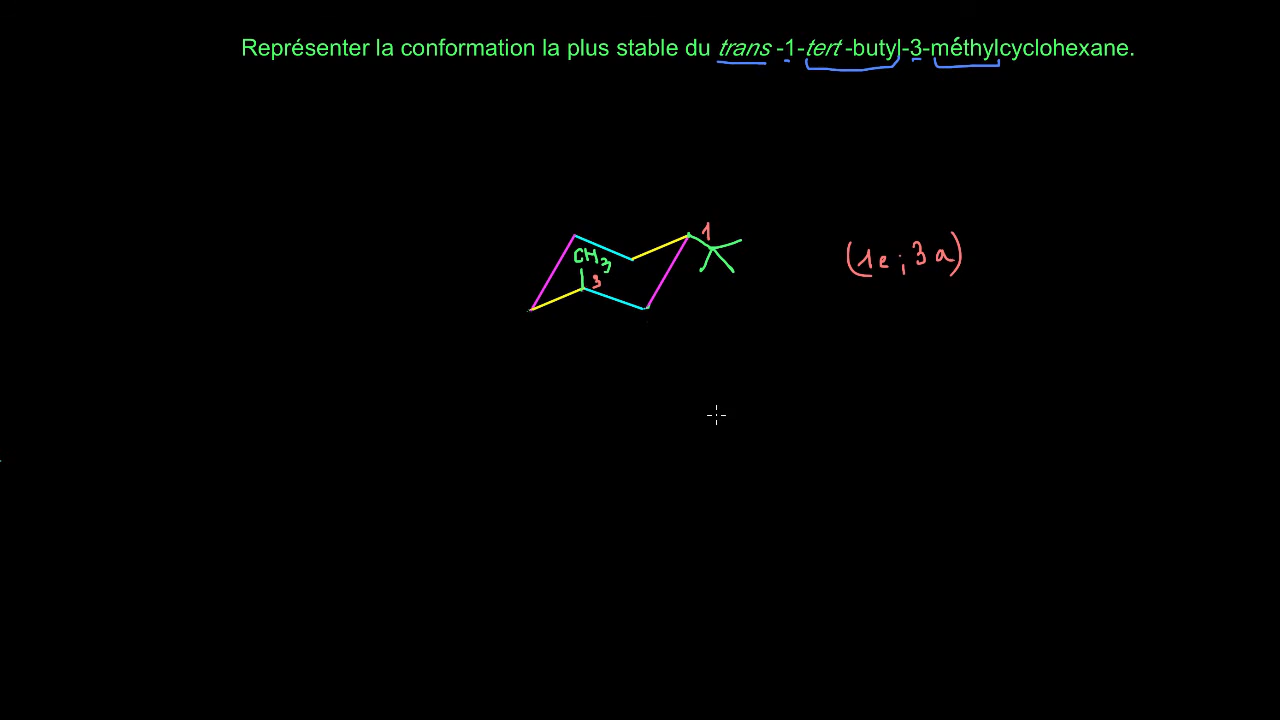 Représenter la conformation la plus stable du trans -1-tert -butyl-3-méthylcyclohexane.
1
CH3
3
(1e ; 3a)